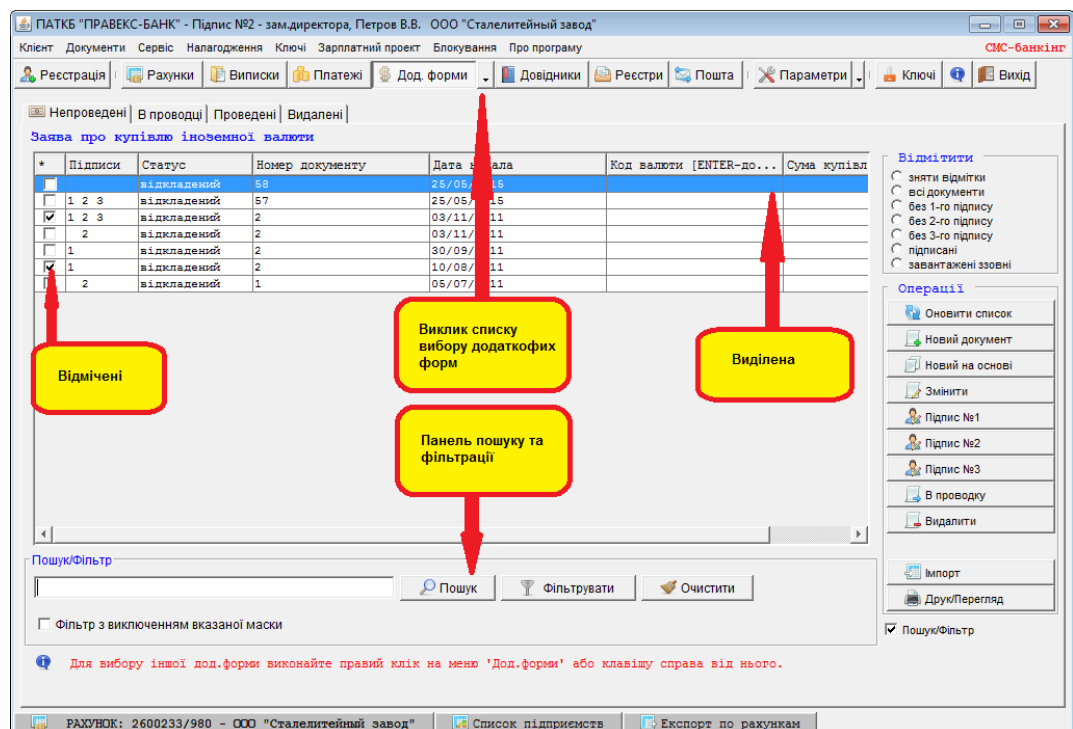 ПАТКБ "ПРАВЕКС-БАНК" - Підпис №2 - зам.директора, Петров В.В. ООО "Сталелитейный завод"
Клієнт Документи Сервіс Налагодження Ключі Зарплатний проект Блокування Про програму СМС-банкінг
Реєстрація Рахунки Виписки Платежі Дод. форми Довідники Реєстри Пошта Параметри Ключі Вихід
Непроведені В проводці Проведені Видалені
Заява про купівлю іноземної валюти
* Підписи Статус Номер документу Дата Код валюти [ENTER-до... Сума купівл
відкладений 58 25/05/ 15
1 2 3 відкладений 57 25/05/ 15
1 2 3 відкладений 2 03/11/ 11
2 відкладений 2 03/11/ 11
1 відкладений 2 30/09/ 11
1 відкладений 2 10/08/ 11
2 відкладений 1 05/07/ 11
Відмічені
Виклик списку
вибору додаткофих
форм
Виділена
Панель пошуку та
фільтрації
Відмітити
зняти відмітки
всі документи
без 1-го підпису
без 2-го підпису
без 3-го підпису
підписані
завантажені ззовні
Операції
Оновити список
Новий документ
Новий на основі
Змінити
Підпис №1
Підпис №2
Підпис №3
В проводку
Видалити
Імпорт
Друк/Перегляд
Пошук/Фільтр
Пошук/Фільтр
Пошук Фільтрувати Очистити
Фільтр з виключенням вказаної маски
Для вибору іншої дод.форми виконайте правий клік на меню 'Дод.форми' або клавішу справа від нього.
РАХУНОК: 2600233/980 - ООО "Сталелитейный завод" Список підприємств Експорт по рахункам